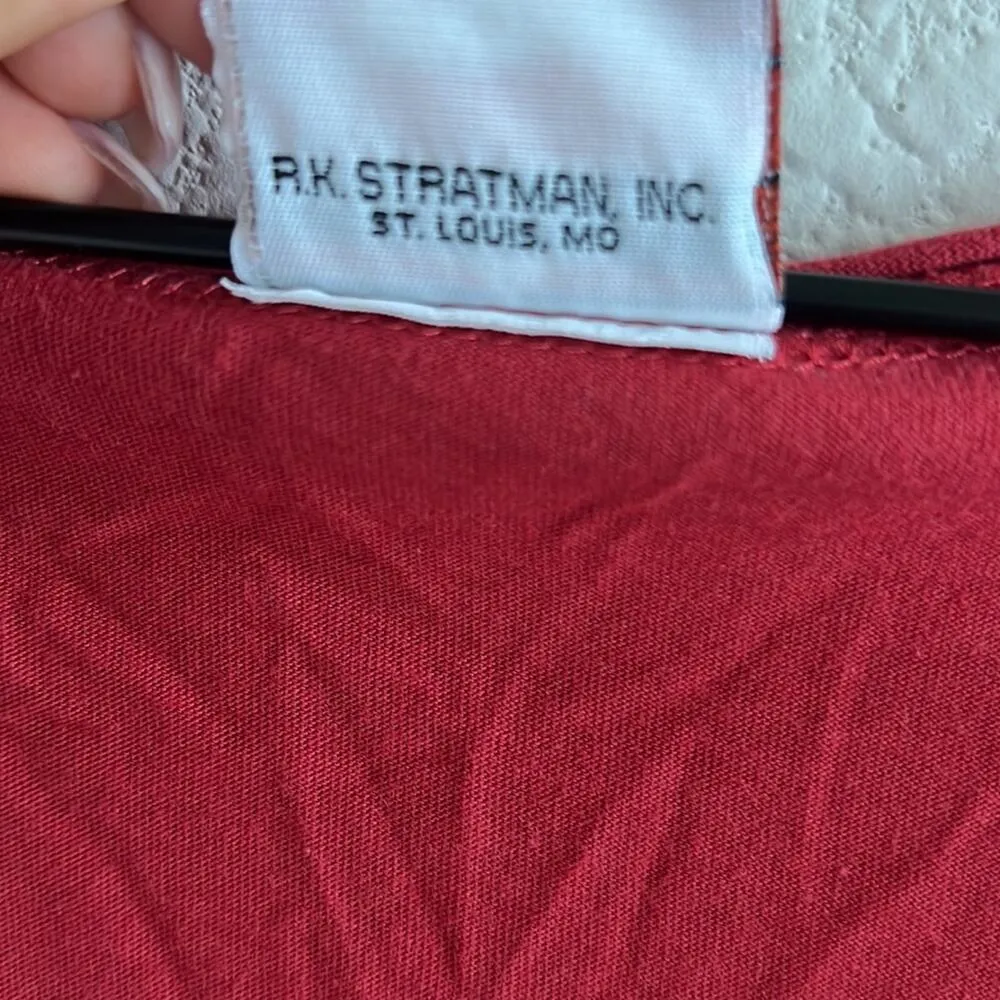 R.K. STRATMAN, INC.
ST. LOUIS, MO